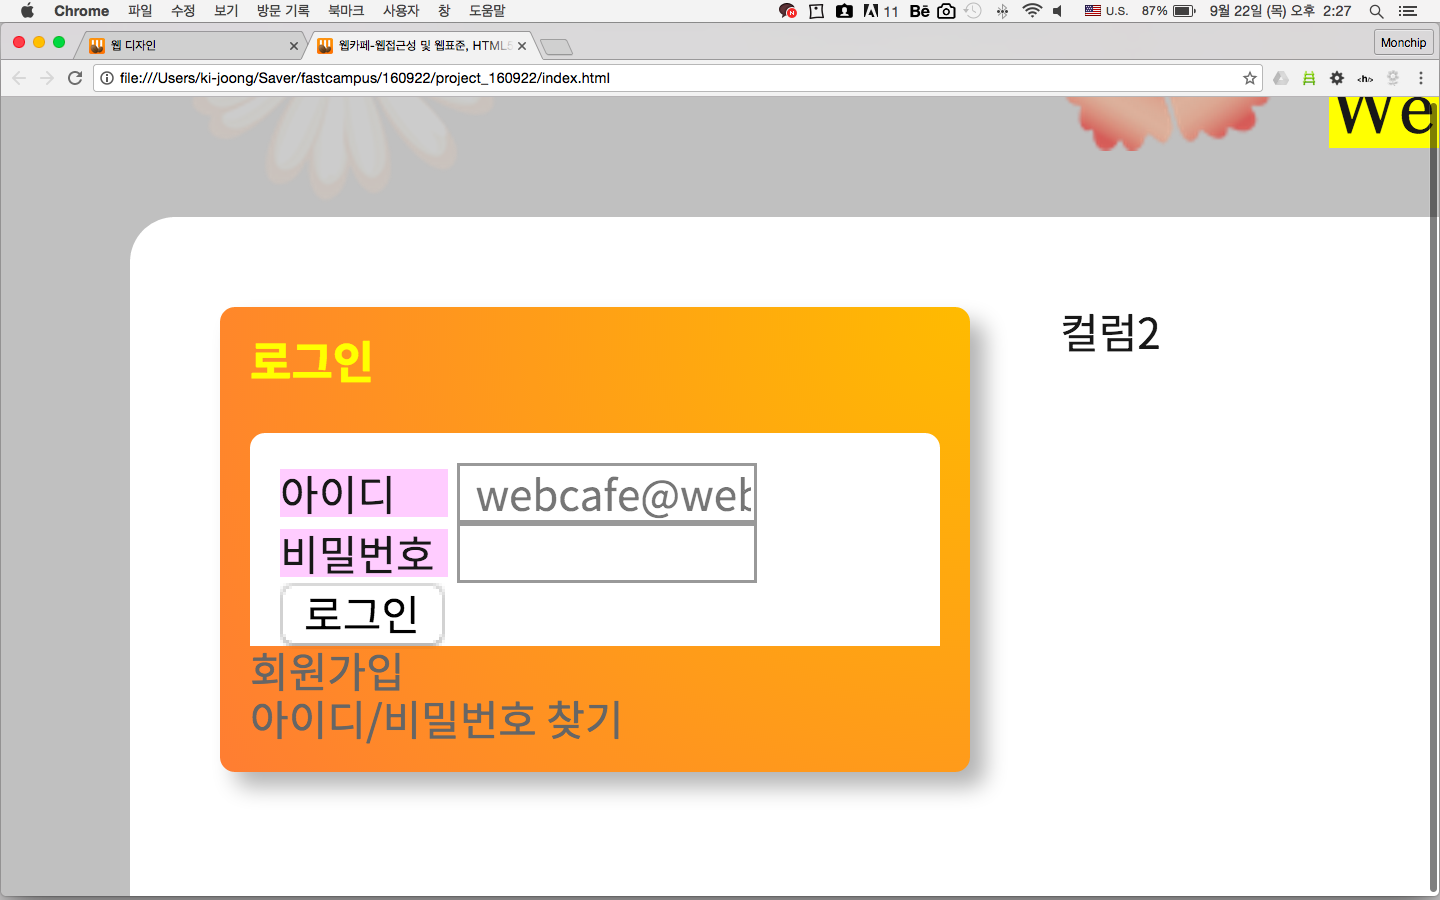 Chrome 파일 수정 보기 방문 기록 북마크 사용자 창 도움말 11 Bē U.S. 87% 9월 22일 (목) 오후 2:27
웹 디자인 웹카페-웹접근성 및 웹표준, HTML5 Monchip
file:///Users/ki-joong/Saver/fastcampus/160922/project_160922/index.html
We
컬럼2
로그인
아이디 webcafe@web
비밀번호
로그인
회원가입
아이디/비밀번호 찾기